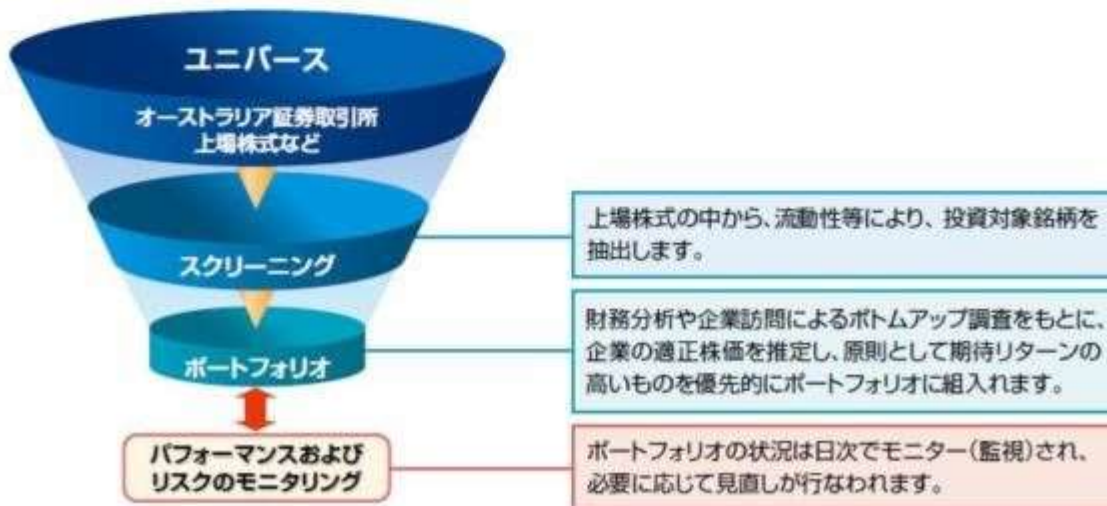 ユニバース
オーストラリア証券取引所
上場株式など
スクリーニング
上場株式の中から、流動性等により、投資対象銘柄を
抽出します。
ポートフォリオ
財務分析や企業訪問によるボトムアップ調査をもとに、
企業の適正株価を推定し、原則として期待リターンの
高いものを優先的にポートフォリオに組入れます。
パフォーマンスおよび
リスクのモニタリング
ポートフォリオの状況は日次でモニター（監視）され、
必要に応じて見直しが行なわれます。